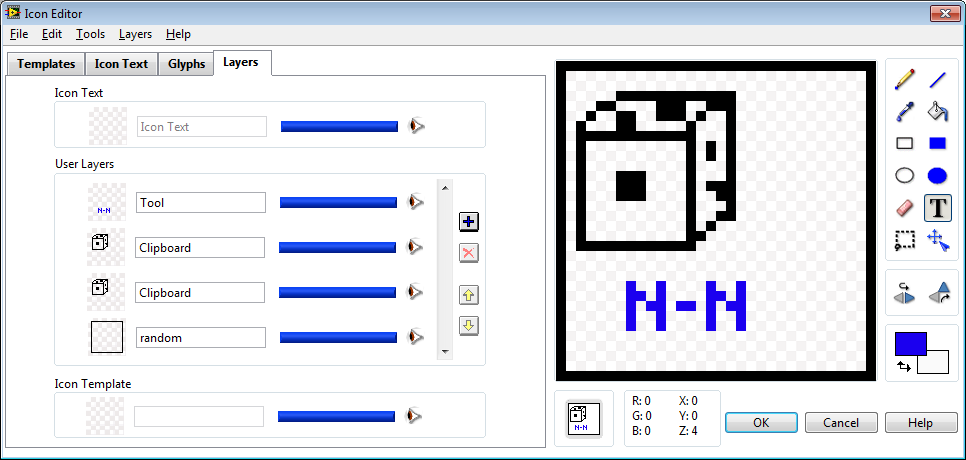 Icon Editor
File Edit Tools Layers Help
Templates Icon Text Glyphs Layers
Icon Text
Icon Text
User Layers
N-N Tool
Clipboard
Clipboard
random
Icon Template
N-N
T
N-N
R: 0 X: 0
G: 0 Y: 0
B: 0 Z: 4
OK Cancel Help